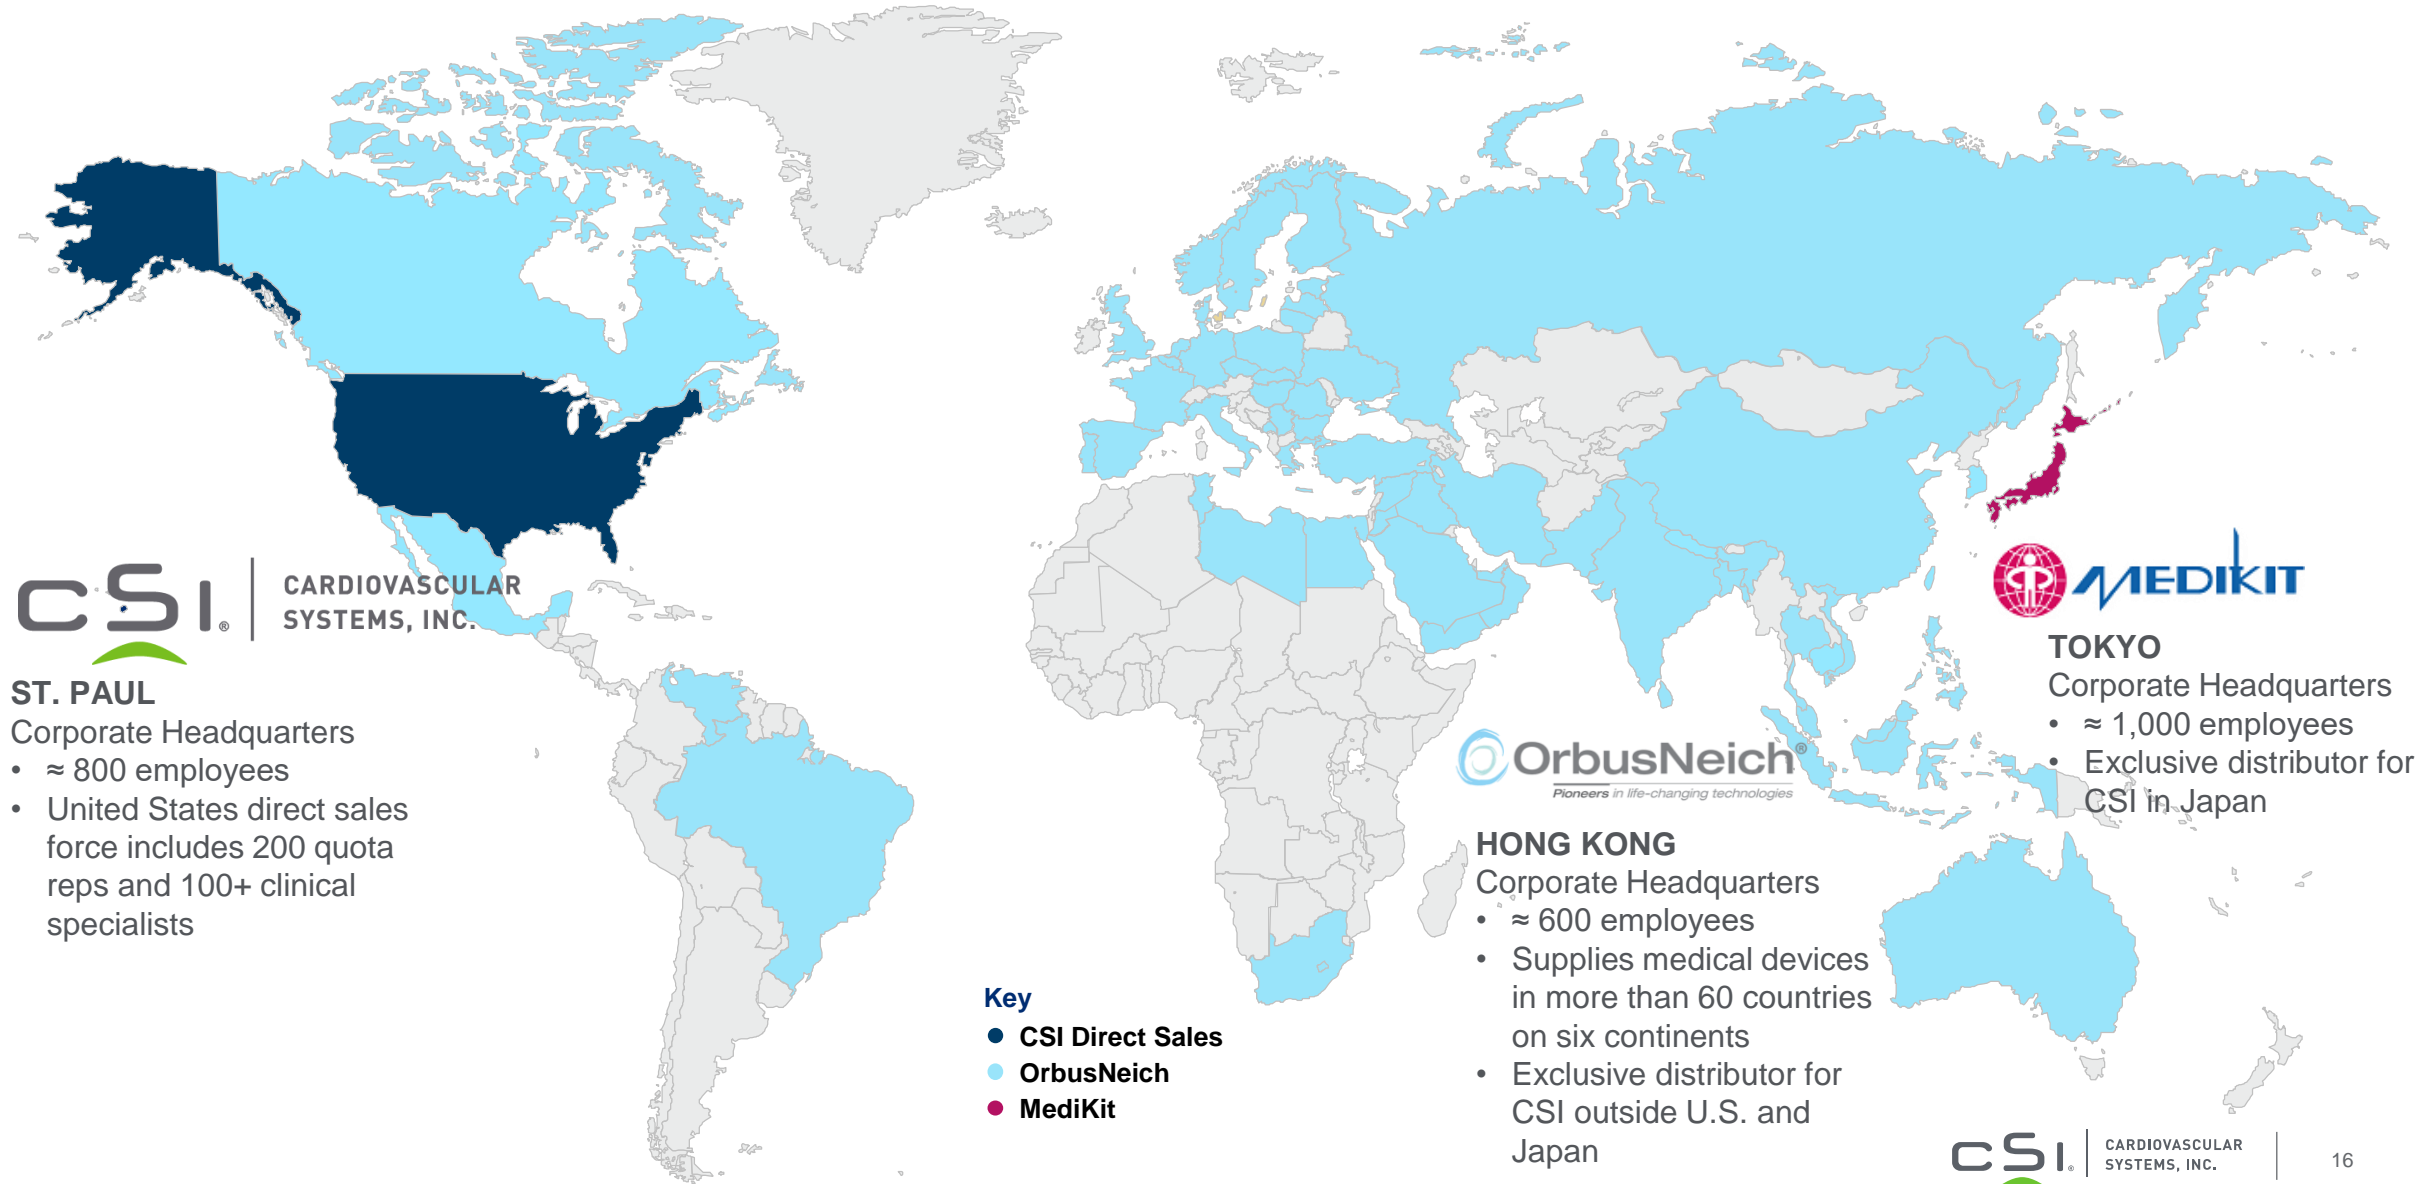 CSI®
CARDIOVASCULAR
SYSTEMS, INC.
ST. PAUL
Corporate Headquarters
• ≈ 800 employees
• United States direct sales
force includes 200 quota
reps and 100+ clinical
specialists
Key
CSI Direct Sales
OrbusNeich
MediKit
OrbusNeich®
Pioneers in life-changing technologies
HONG KONG
Corporate Headquarters
• ≈ 600 employees
• Supplies medical devices
in more than 60 countries
on six continents
• Exclusive distributor for
CSI outside U.S. and
Japan
MEDIKIT
TOKYO
Corporate Headquarters
• ≈ 1,000 employees
• Exclusive distributor for
CSI in Japan
CSI®
CARDIOVASCULAR
SYSTEMS, INC.
16